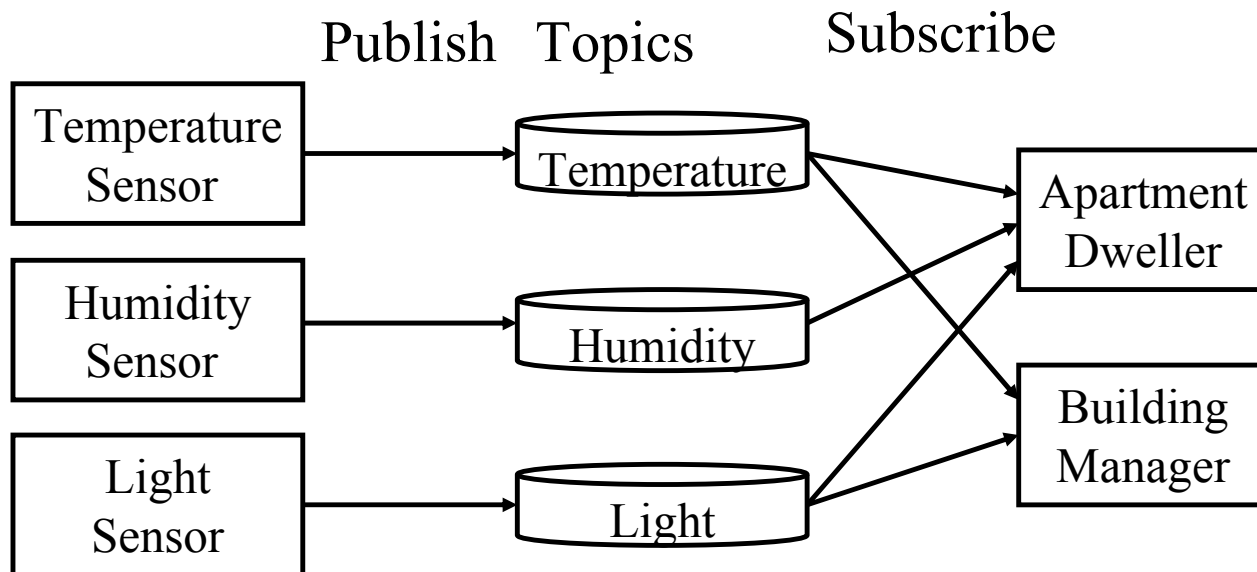 Publish Topics Subscribe
Temperature
Sensor
Temperature
Apartment
Dweller
Humidity
Sensor
Humidity
Building
Manager
Light
Sensor
Light